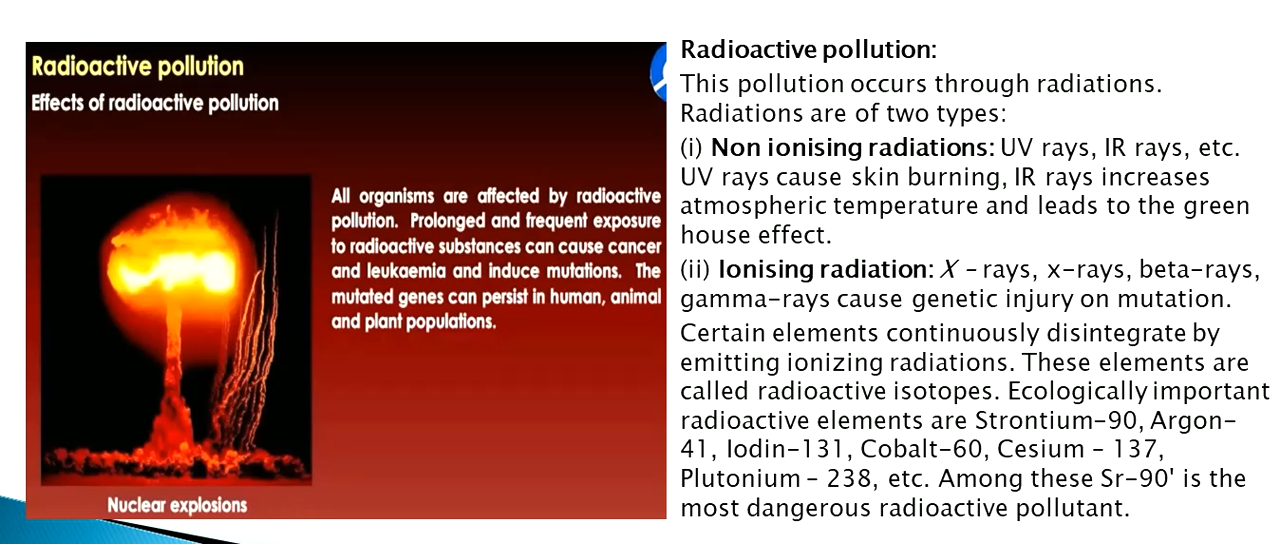 Radioactive pollution
Effects of radioactive pollution
All organisms are affected by radioactive
pollution. Prolonged and frequent exposure
to radioactive substances can cause cancer
and leukaemia and induce mutations. The
mutated genes can persist in human, animal
and plant populations.
Nuclear explosions
Radioactive pollution:
This pollution occurs through radiations.
Radiations are of two types:
(i) Non ionising radiations: UV rays, IR rays, etc.
UV rays cause skin burning, IR rays increases
atmospheric temperature and leads to the green
house effect.
(ii) Ionising radiation: X – rays, x-rays, beta-rays,
gamma-rays cause genetic injury on mutation.
Certain elements continuously disintegrate by
emitting ionizing radiations. These elements are
called radioactive isotopes. Ecologically important
radioactive elements are Strontium-90, Argon-
41, Iodin-131, Cobalt-60, Cesium – 137,
Plutonium – 238, etc. Among these Sr-90' is the
most dangerous radioactive pollutant.